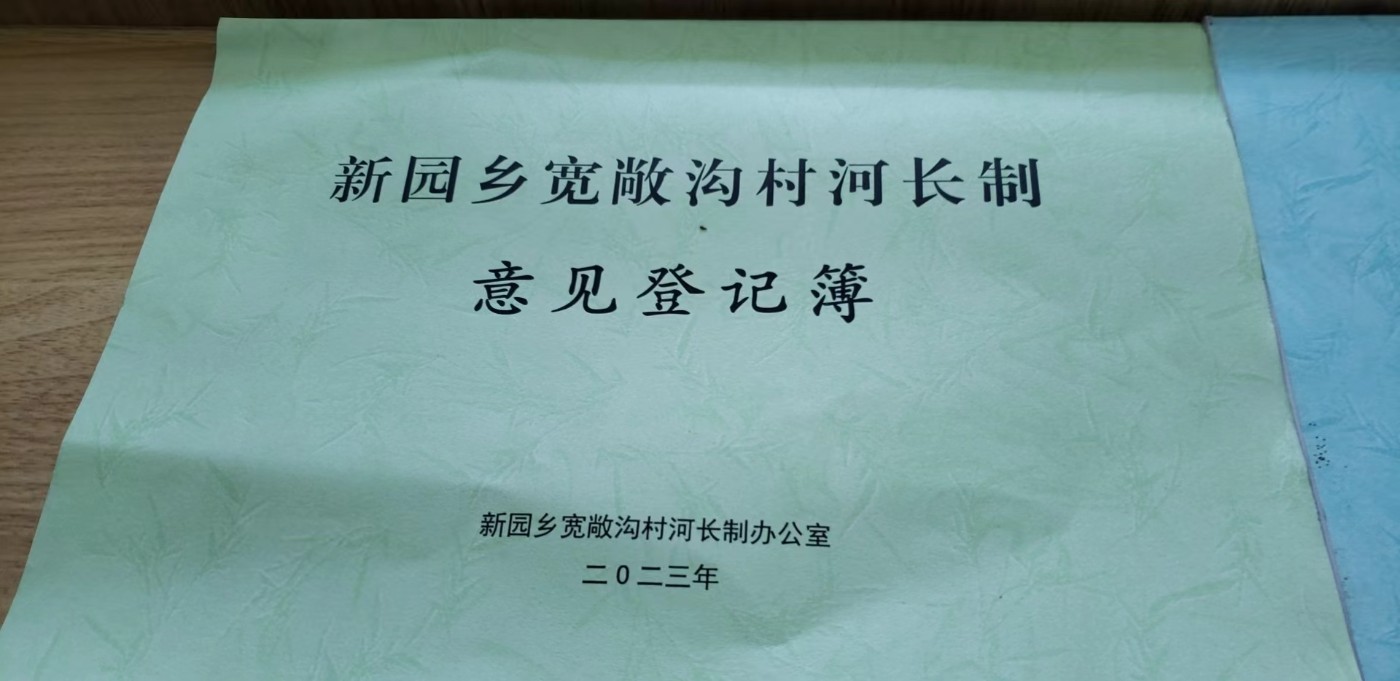 新园乡宽敞沟村河长制
意见登记簿
新园乡宽敞沟村河长制办公室
二0二三年